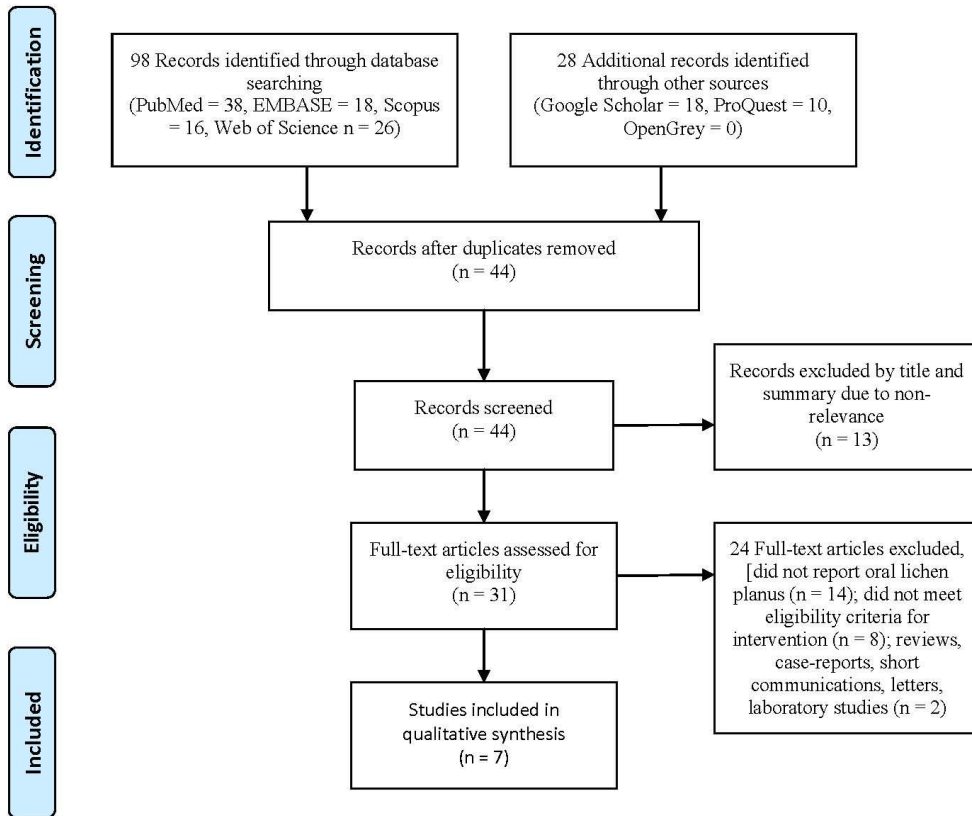 Identification
98 Records identified through database
searching
(PubMed = 38, EMBASE = 18, Scopus
= 16, Web of Science n = 26)
28 Additional records identified
through other sources
(Google Scholar = 18, ProQuest = 10,
OpenGrey = 0)
Screening
Records after duplicates removed
(n = 44)
Records screened
(n = 44)
Records excluded by title and
summary due to non-
relevance
(n = 13)
Eligibility
Full-text articles assessed for
eligibility
(n = 31)
24 Full-text articles excluded,
[did not report oral lichen
planus (n = 14); did not meet
eligibility criteria for
intervention (n = 8); reviews,
case-reports, short
communications, letters,
laboratory studies (n = 2)
Included
Studies included in
qualitative synthesis
(n = 7)